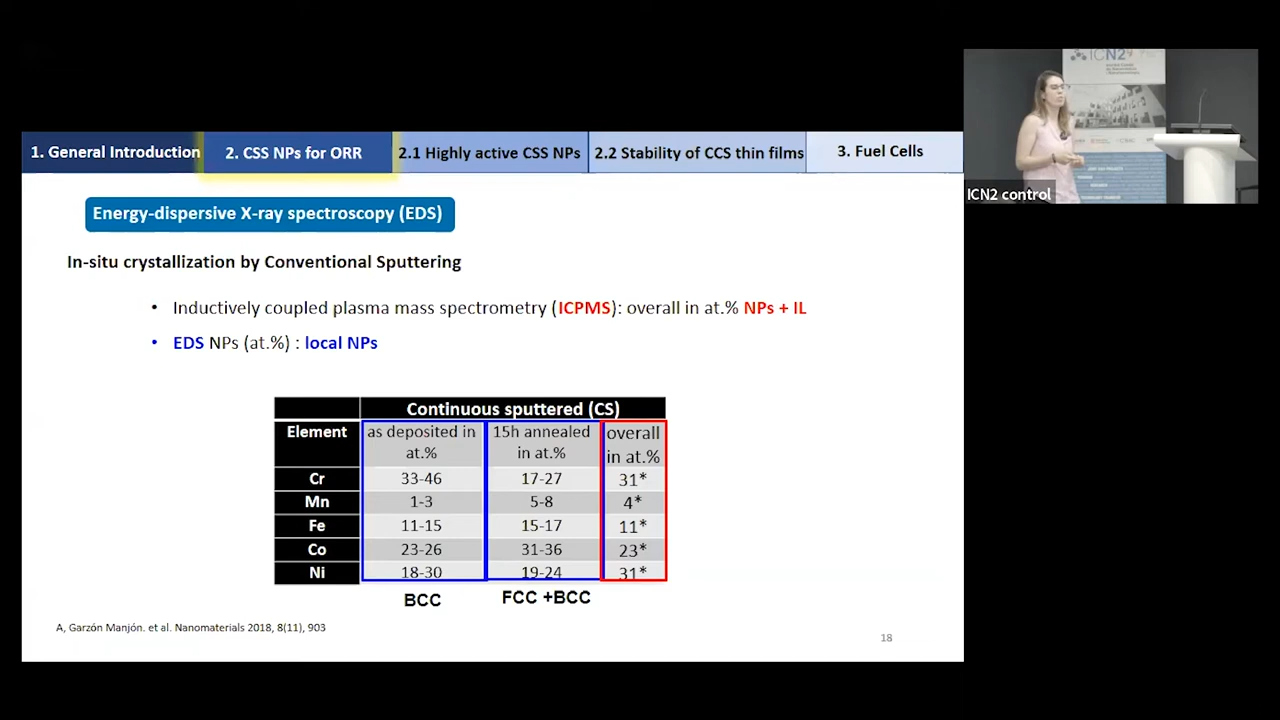 ICN2
ICN2 control
1. General Introduction
2. CSS NPs for ORR
2.1 Highly active CSS NPs
2.2 Stability of CCS thin films
3. Fuel Cells
Energy-dispersive X-ray spectroscopy (EDS)
In-situ crystallization by Conventional Sputtering
• Inductively coupled plasma mass spectrometry (ICPMS): overall in at.% NPs + IL
• EDS NPs (at.%) : local NPs
Continuous sputtered (CS)
Element as deposited in at.% 15h annealed in at.% overall in at.%
Cr 33-46 17-27 31*
Mn 1-3 5-8 4*
Fe 11-15 15-17 11*
Co 23-26 31-36 23*
Ni 18-30 19-24 31*
BCC FCC +BCC
A, Garzón Manjón. et al. Nanomaterials 2018, 8(11), 903
18